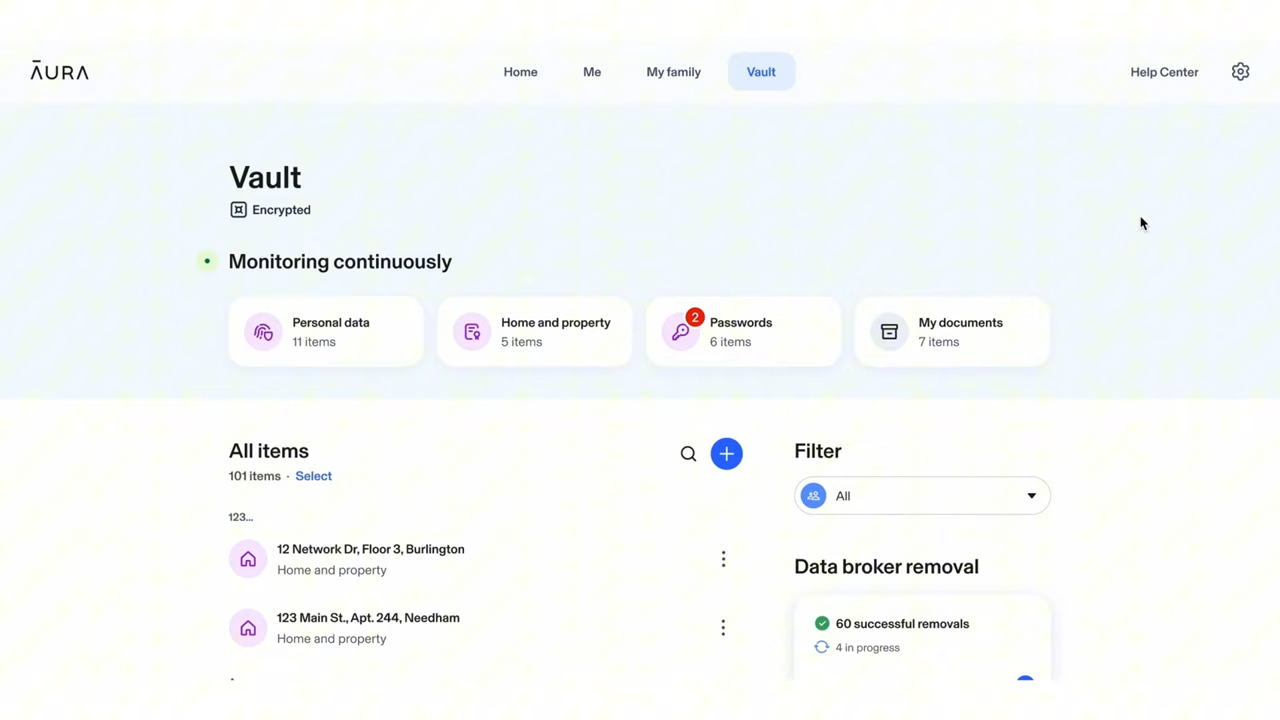 ĀURA
Home
Me
My family
Vault
Help Center
Vault
Encrypted
Monitoring continuously
Personal data
11 items
Home and property
5 items
2
Passwords
6 items
My documents
7 items
All items
101 items · Select
123...
12 Network Dr, Floor 3, Burlington
Home and property
123 Main St., Apt. 244, Needham
Home and property
Filter
All
Data broker removal
60 successful removals
4 in progress